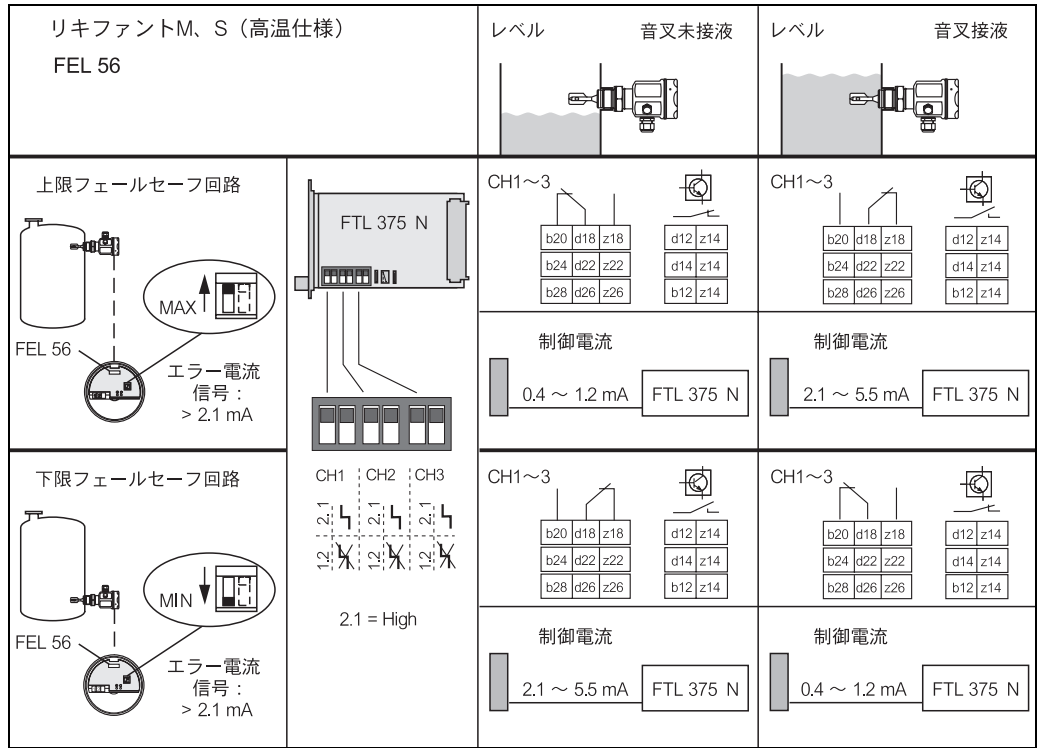 リキファントM、S（高温仕様）
FEL 56
レベル 音叉未接液
レベル 音叉接液
上限フェールセーフ回路
MAX
FEL 56
エラー電流
信号：
> 2.1 mA
FTL 375 N
CH1～3
b20 d18 z18 d12 z14
b24 d22 z22 d14 z14
b28 d26 z26 b12 z14
CH1～3
b20 d18 z18 d12 z14
b24 d22 z22 d14 z14
b28 d26 z26 b12 z14
制御電流
0.4 ～ 1.2 mA FTL 375 N
制御電流
2.1 ～ 5.5 mA FTL 375 N
下限フェールセーフ回路
MIN
FEL 56
エラー電流
信号：
> 2.1 mA
CH1 CH2 CH3
2.1 2.1 2.1
1.2 1.2 1.2
2.1 = High
CH1～3
b20 d18 z18 d12 z14
b24 d22 z22 d14 z14
b28 d26 z26 b12 z14
CH1～3
b20 d18 z18 d12 z14
b24 d22 z22 d14 z14
b28 d26 z26 b12 z14
制御電流
2.1 ～ 5.5 mA FTL 375 N
制御電流
0.4 ～ 1.2 mA FTL 375 N